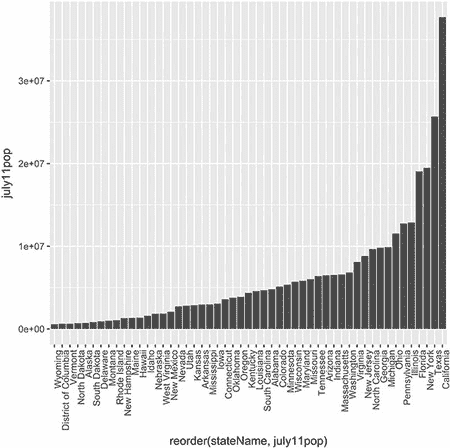 july11pop
3e+07
2e+07
1e+07
0e+00
Wyoming
District of Columbia
Vermont
North Dakota
Alaska
South Dakota
Delaware
Montana
Rhode Island
New Hampshire
Maine
Hawaii
Idaho
Nebraska
West Virginia
New Mexico
Nevada
Utah
Kansas
Arkansas
Mississippi
Iowa
Connecticut
Oklahoma
Oregon
Kentucky
Louisiana
South Carolina
Alabama
Colorado
Minnesota
Wisconsin
Maryland
Missouri
Tennessee
Arizona
Indiana
Massachusetts
Washington
Virginia
New Jersey
North Carolina
Georgia
Michigan
Ohio
Pennsylvania
Illinois
Florida
New York
Texas
California
reorder(stateName, july11pop)